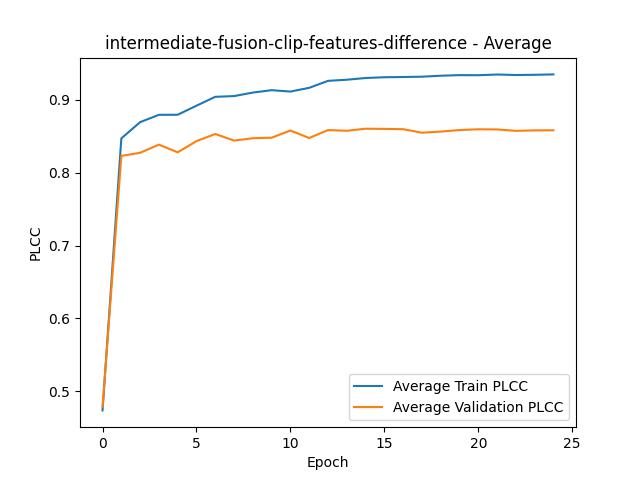 intermediate-fusion-clip-features-difference - Average
PLCC
0.9
0.8
0.7
0.6
0.5
0
5
10
15
20
25
Epoch
Average Train PLCC
Average Validation PLCC